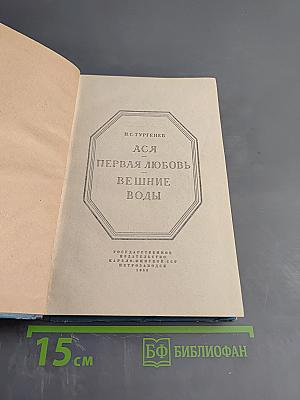 И.С.ТУРГЕНЕВ
АСЯ
ПЕРВАЯ ЛЮБОВЬ
ВЕШНИЕ
ВОДЫ
ГОСУДАРСТВЕННОЕ
ИЗДАТЕЛЬСТВО
КАРЕЛО-ФИНСКОЙ ССР
ПЕТРОЗАВОДСК
15 см
БФ БИБЛИОФАН